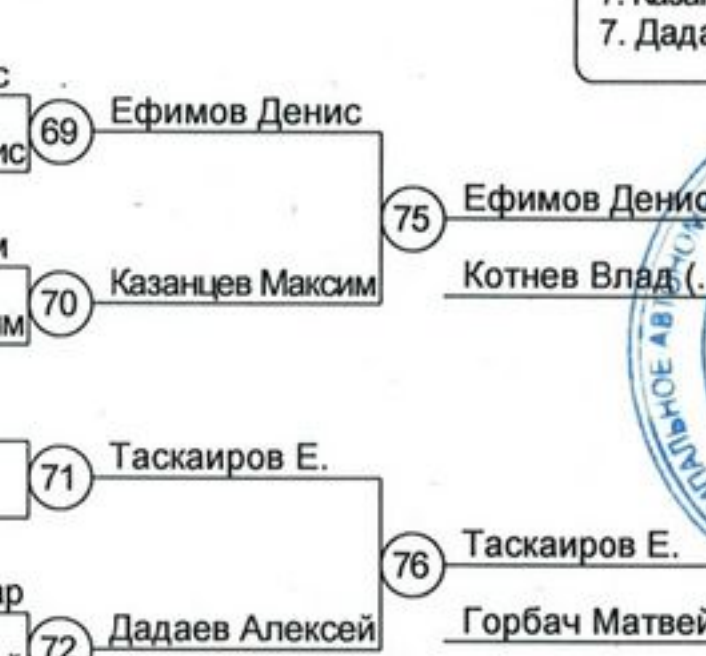 7. Дада
69
Ефимов Денис
75
Ефимов Денис
70
Казанцев Максим
Котнев Влад (.
71
Таскаиров Е.
76
Таскаиров Е.
72
Дадаев Алексей
Горбач Матвей